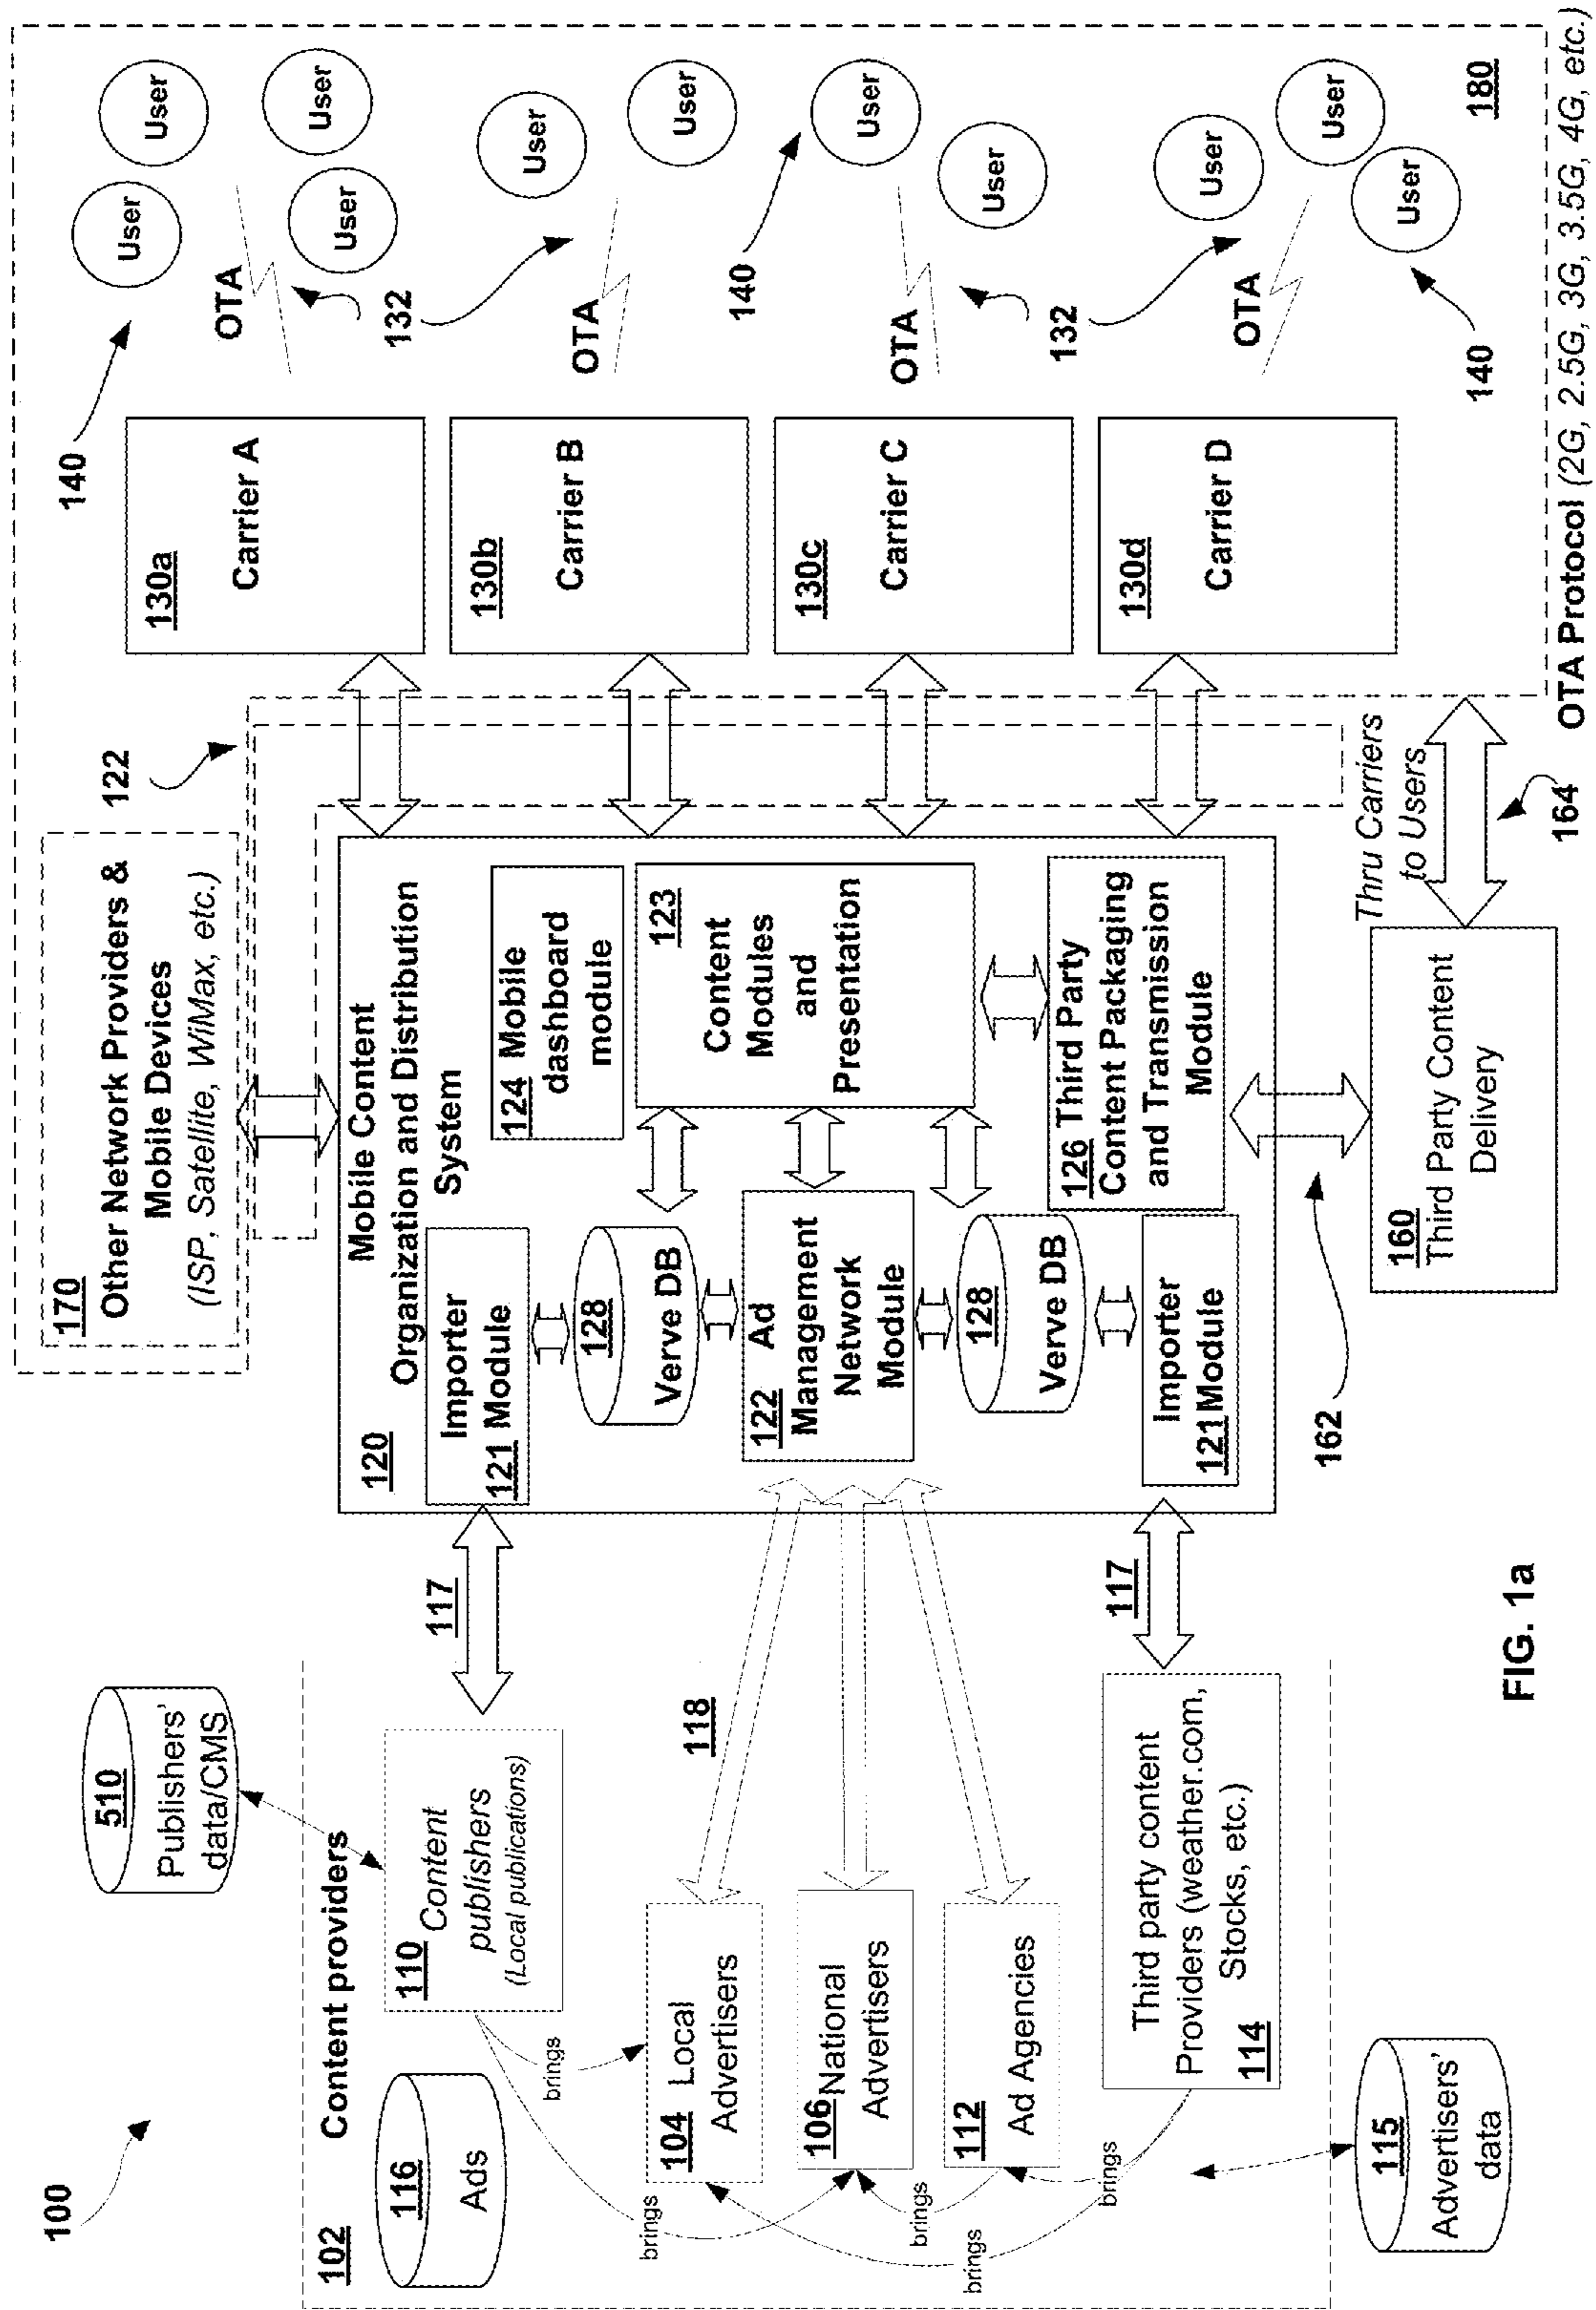 100
102
Content providers
116
Ads
510
Publishers'
data/CMS
110 Content
publishers
(Local publications)
brings
brings
104 Local
Advertisers
106 National
Advertisers
112
Ad Agencies
brings
brings
brings
Third party content
Providers (weather.com,
Stocks, etc.)
114
115
Advertisers'
data
117
118
117
170
Other Network Providers &
Mobile Devices
(ISP, Satellite, WiMax, etc.)
122
120
Mobile Content
Organization and Distribution
System
Importer
121 Module
128
Verve DB
122 Ad
Management
Network
Module
128
Verve DB
Importer
121 Module
124 Mobile
dashboard
module
123
Content
Modules
and
Presentation
126 Third Party
Content Packaging
and Transmission
Module
162
160
Third Party Content
Delivery
Thru Carriers
to Users
164
130a
Carrier A
130b
Carrier B
130c
Carrier C
130d
Carrier D
140
OTA
132
OTA
140
OTA
132
OTA
140
User
User
User
User
User
User
User
User
User
User
User
180
OTA Protocol (2G, 2.5G, 3G, 3.5G, 4G, etc.)
FIG. 1a